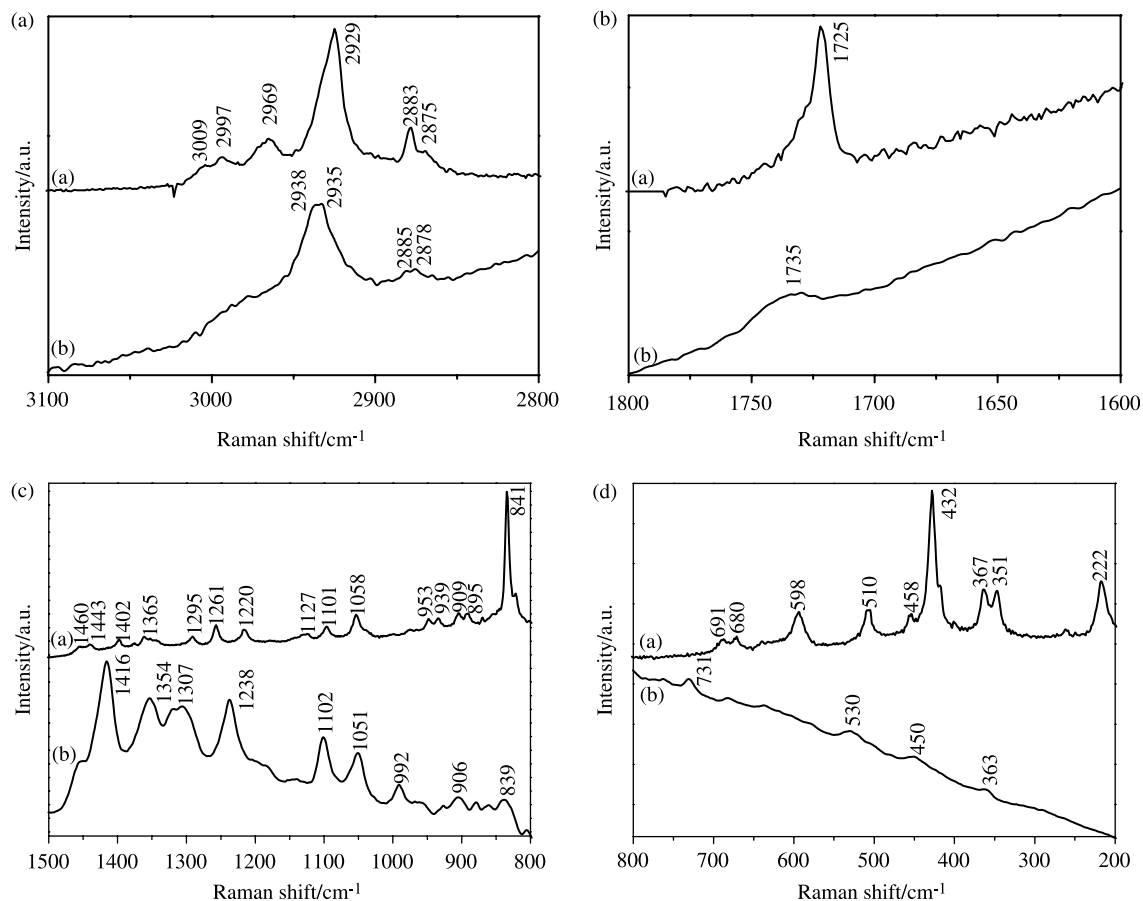 (a)
2929
3009
2997
2969
2883
2875
(a)
2938
2935
2885
2878
(b)
Intensity/a.u.
3100 3000 2900 2800
Raman shift/cm-1
(b)
1725
(a)
1735
(b)
Intensity/a.u.
1800 1750 1700 1650 1600
Raman shift/cm-1
(c)
841
1460
1443
1402
1365
1295
1261
1220
1127
1101
1058
953
939
909
895
(a)
1416
1354
1307
1238
1102
1051
992
906
839
(b)
Intensity/a.u.
1500 1400 1300 1200 1100 1000 900 800
Raman shift/cm-1
(d)
432
691
680
598
510
458
367
351
222
(a)
731
530
450
363
(b)
Intensity/a.u.
800 700 600 500 400 300 200
Raman shift/cm-1